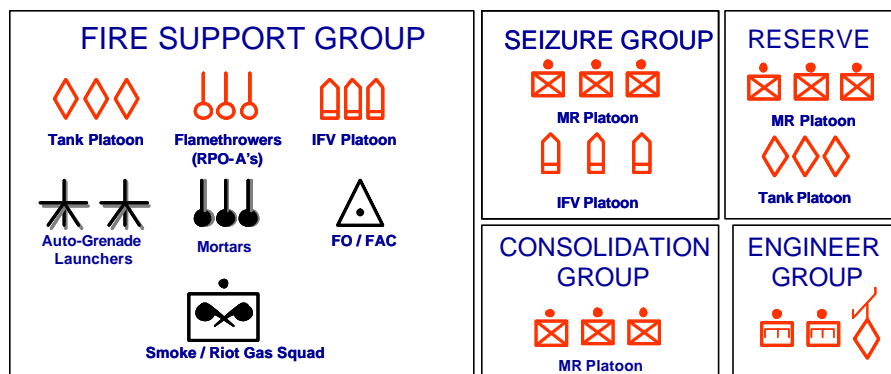 FIRE SUPPORT GROUP
Tank Platoon
Flamethrowers
(RPO-A's)
IFV Platoon
Auto-Grenade
Launchers
Mortars
FO / FAC
Smoke / Riot Gas Squad
SEIZURE GROUP
MR Platoon
IFV Platoon
RESERVE
MR Platoon
Tank Platoon
CONSOLIDATION
GROUP
MR Platoon
ENGINEER
GROUP